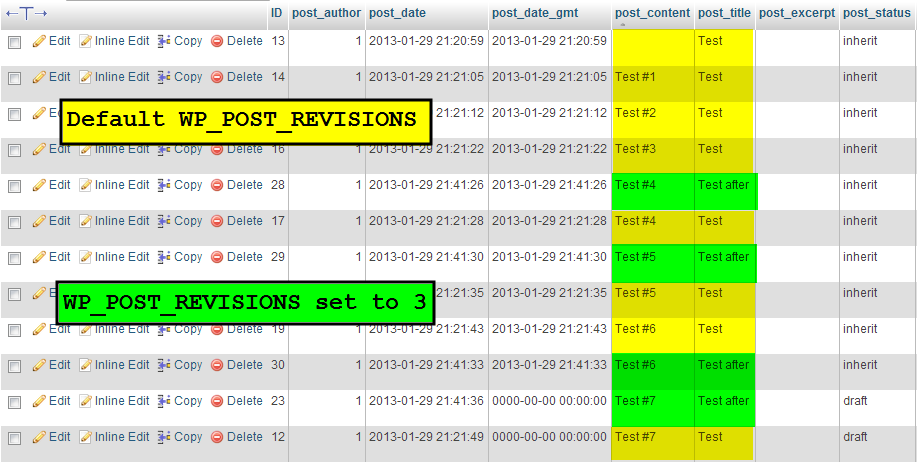 ←T→ ID post_author post_date post_date_gmt post_content post_title post_excerpt post_status
Edit Inline Edit Copy Delete 13 1 2013-01-29 21:20:59 2013-01-29 21:20:59 Test inherit
Edit Inline Edit Copy Delete 14 1 2013-01-29 21:21:05 2013-01-29 21:21:05 Test #1 Test inherit
Default WP_POST_REVISIONS 1:21:12 2013-01-29 21:21:12 Test #2 Test inherit
Edit Inline Edit Copy Delete 16 1 2013-01-29 21:21:22 2013-01-29 21:21:22 Test #3 Test inherit
Edit Inline Edit Copy Delete 28 1 2013-01-29 21:41:26 2013-01-29 21:41:26 Test #4 Test after inherit
Edit Inline Edit Copy Delete 17 1 2013-01-29 21:21:28 2013-01-29 21:21:28 Test #4 Test inherit
Edit Inline Edit Copy Delete 29 1 2013-01-29 21:41:30 2013-01-29 21:41:30 Test #5 Test after inherit
WP_POST_REVISIONS set to 3 21:21:35 2013-01-29 21:21:35 Test #5 Test inherit
Edit Inline Edit Copy Delete 19 1 2013-01-29 21:21:43 2013-01-29 21:21:43 Test #6 Test inherit
Edit Inline Edit Copy Delete 30 1 2013-01-29 21:41:33 2013-01-29 21:41:33 Test #6 Test after inherit
Edit Inline Edit Copy Delete 23 1 2013-01-29 21:41:36 0000-00-00 00:00:00 Test #7 Test after draft
Edit Inline Edit Copy Delete 12 1 2013-01-29 21:21:49 0000-00-00 00:00:00 Test #7 Test draft